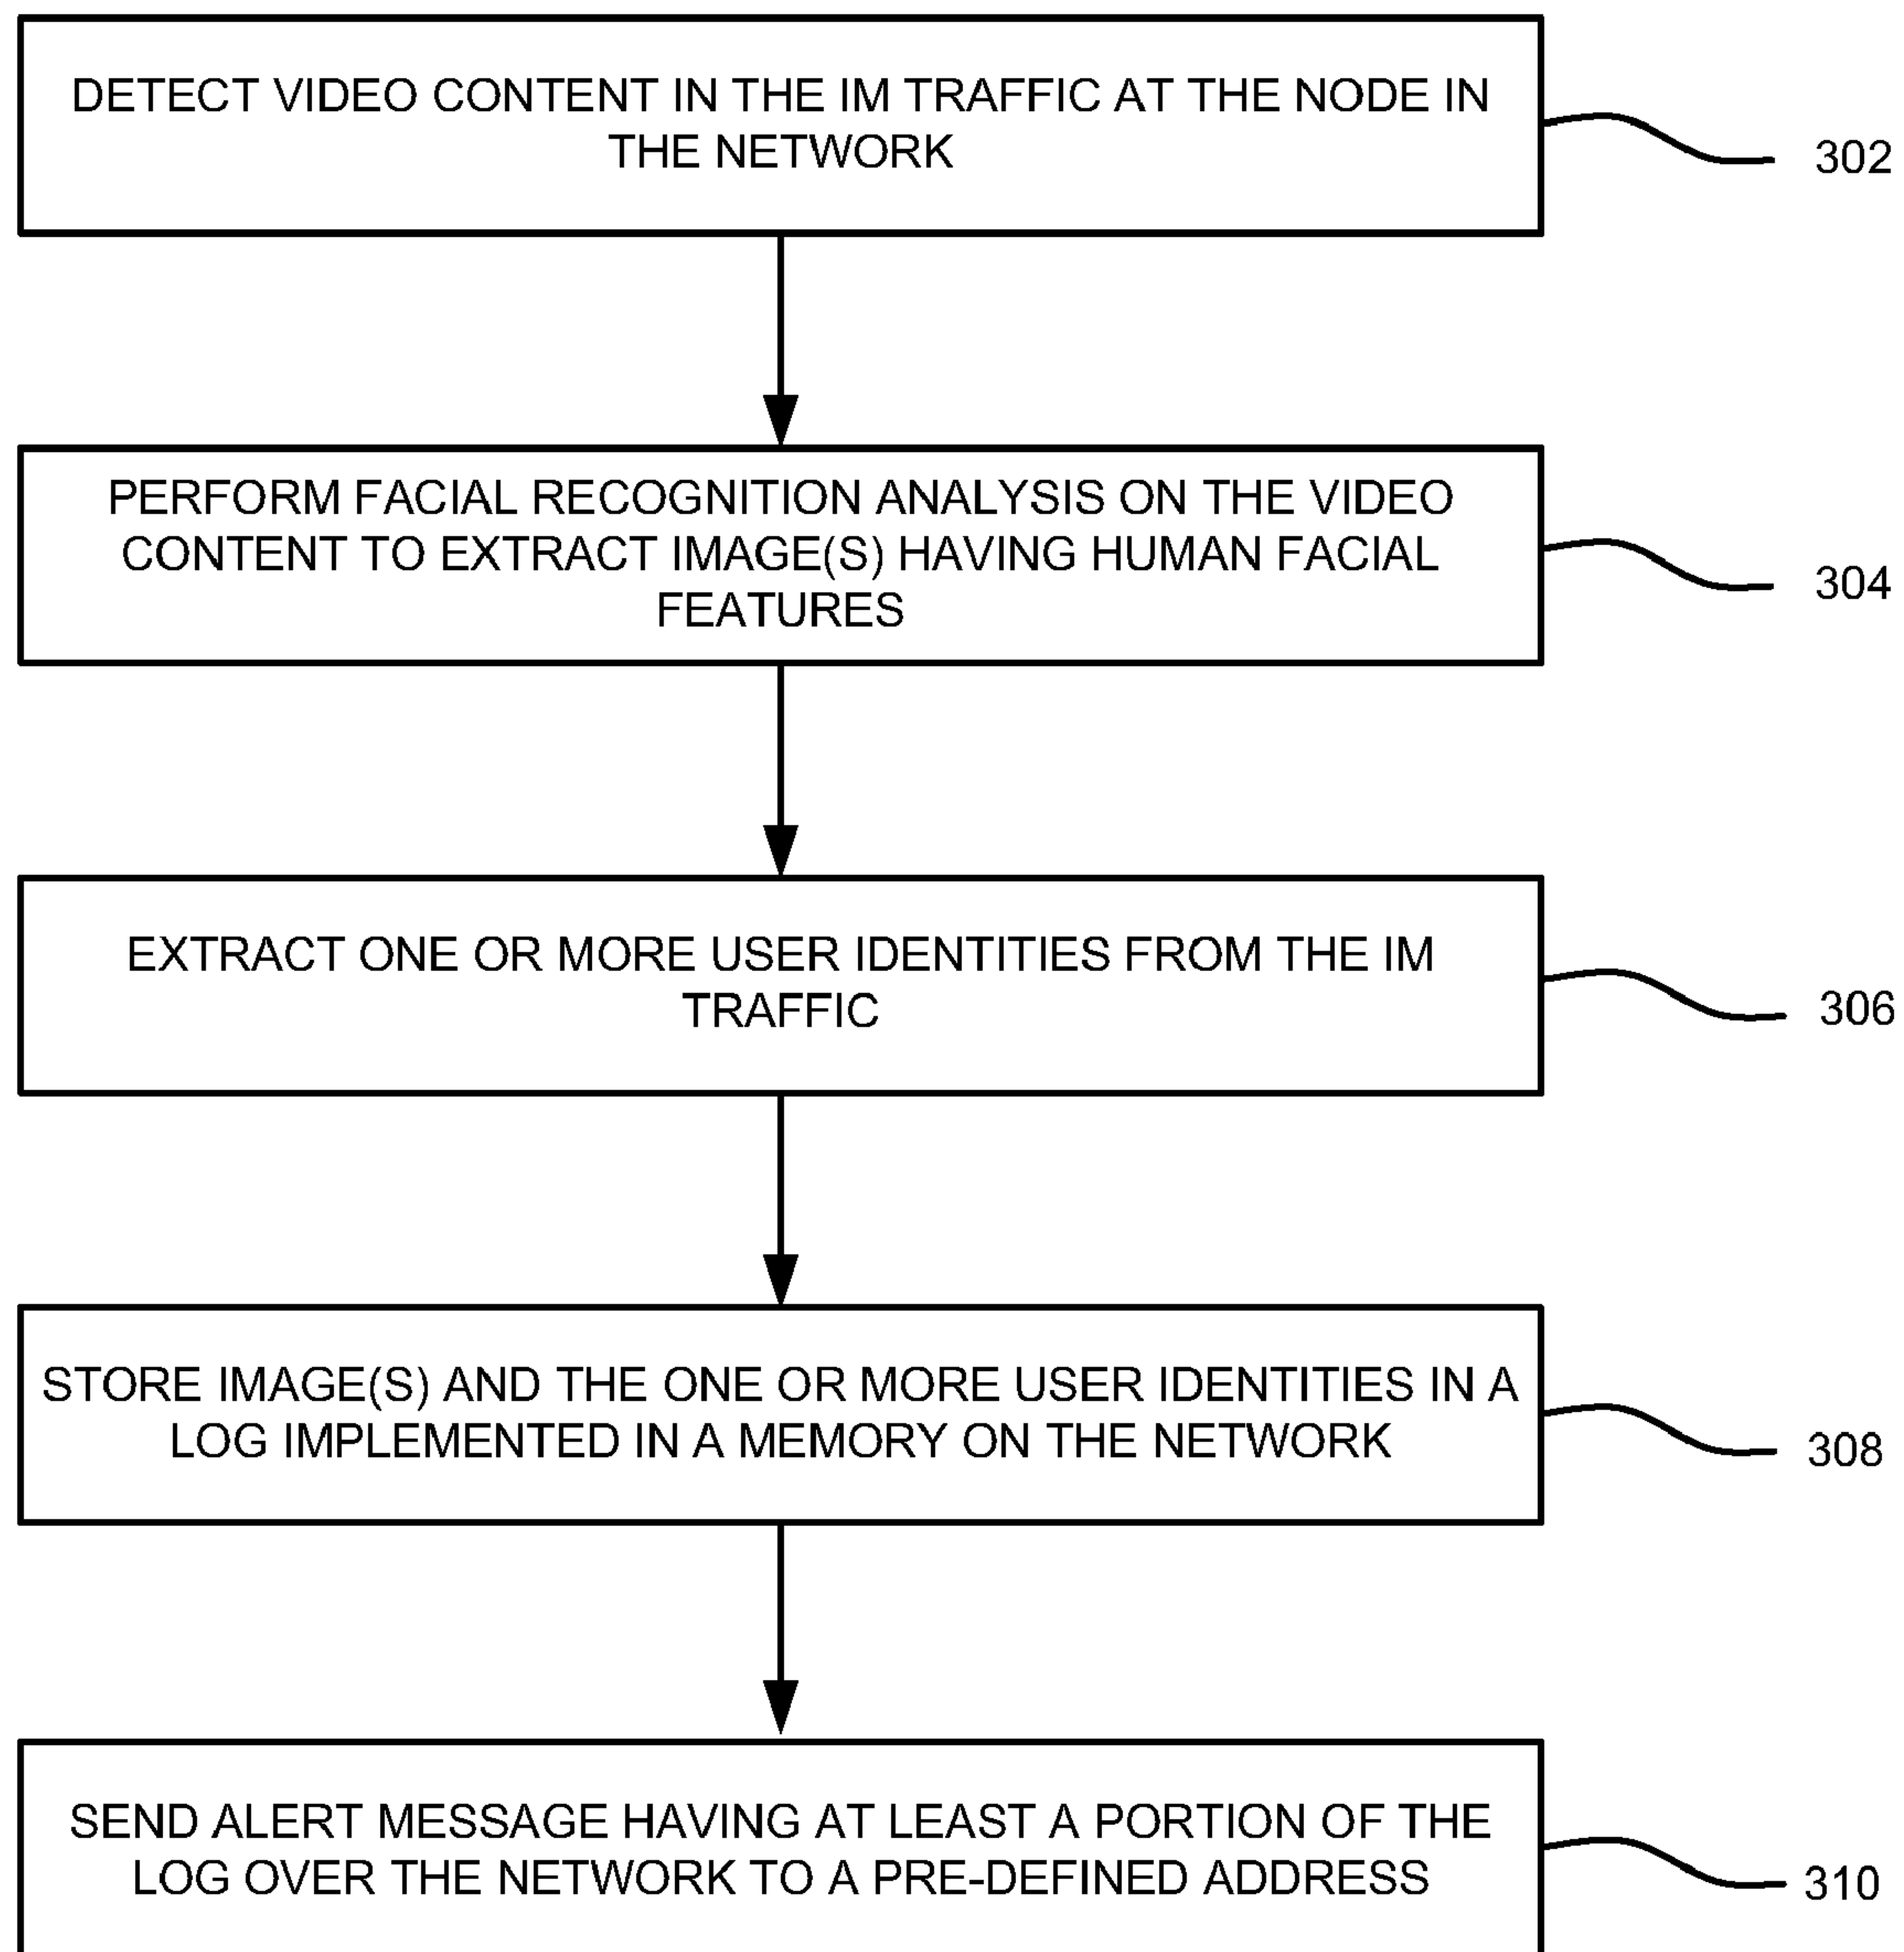 DETECT VIDEO CONTENT IN THE IM TRAFFIC AT THE NODE IN
THE NETWORK
302
PERFORM FACIAL RECOGNITION ANALYSIS ON THE VIDEO
CONTENT TO EXTRACT IMAGE(S) HAVING HUMAN FACIAL
FEATURES
304
EXTRACT ONE OR MORE USER IDENTITIES FROM THE IM
TRAFFIC
306
STORE IMAGE(S) AND THE ONE OR MORE USER IDENTITIES IN A
LOG IMPLEMENTED IN A MEMORY ON THE NETWORK
308
SEND ALERT MESSAGE HAVING AT LEAST A PORTION OF THE
LOG OVER THE NETWORK TO A PRE-DEFINED ADDRESS
310